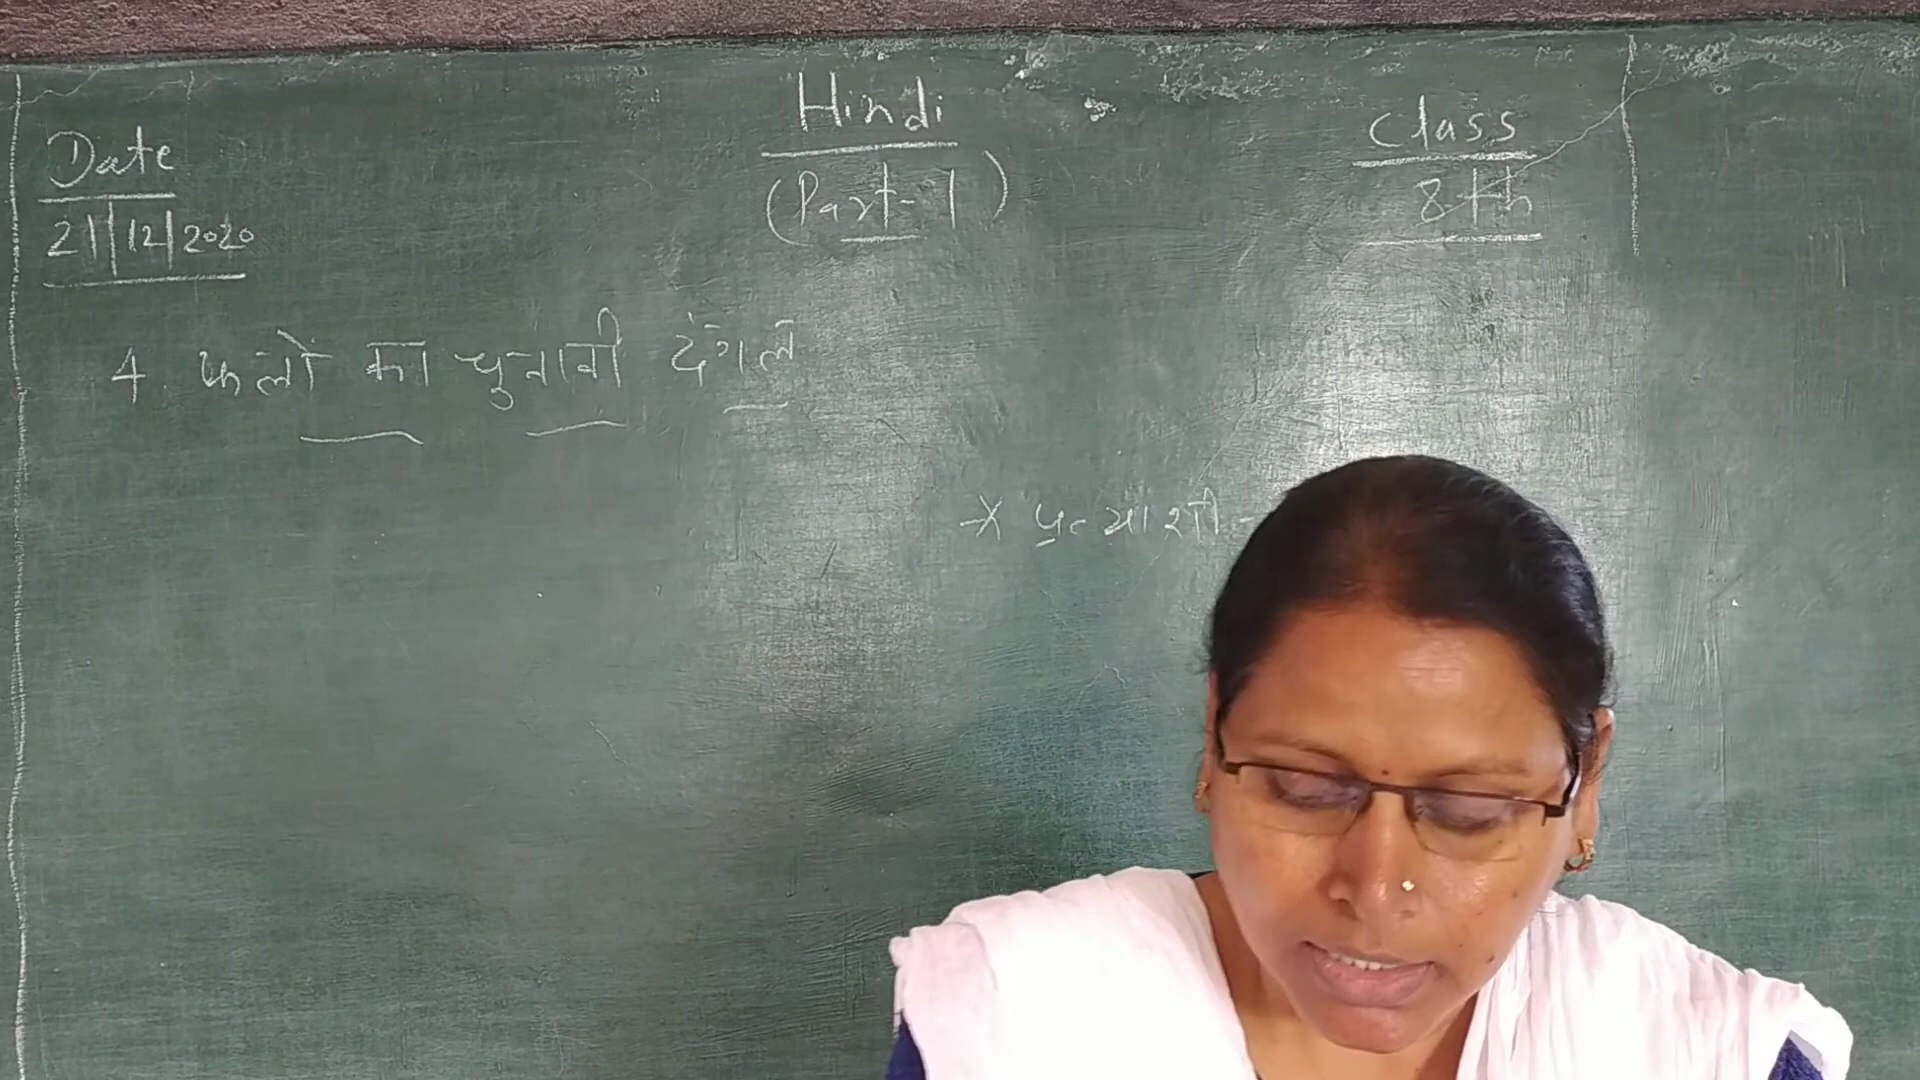 Hindi
Date
Class
(Part-1)
8th
21/12/2020
4. फलों का चुनावी दंगल
* प्रत्याशी -